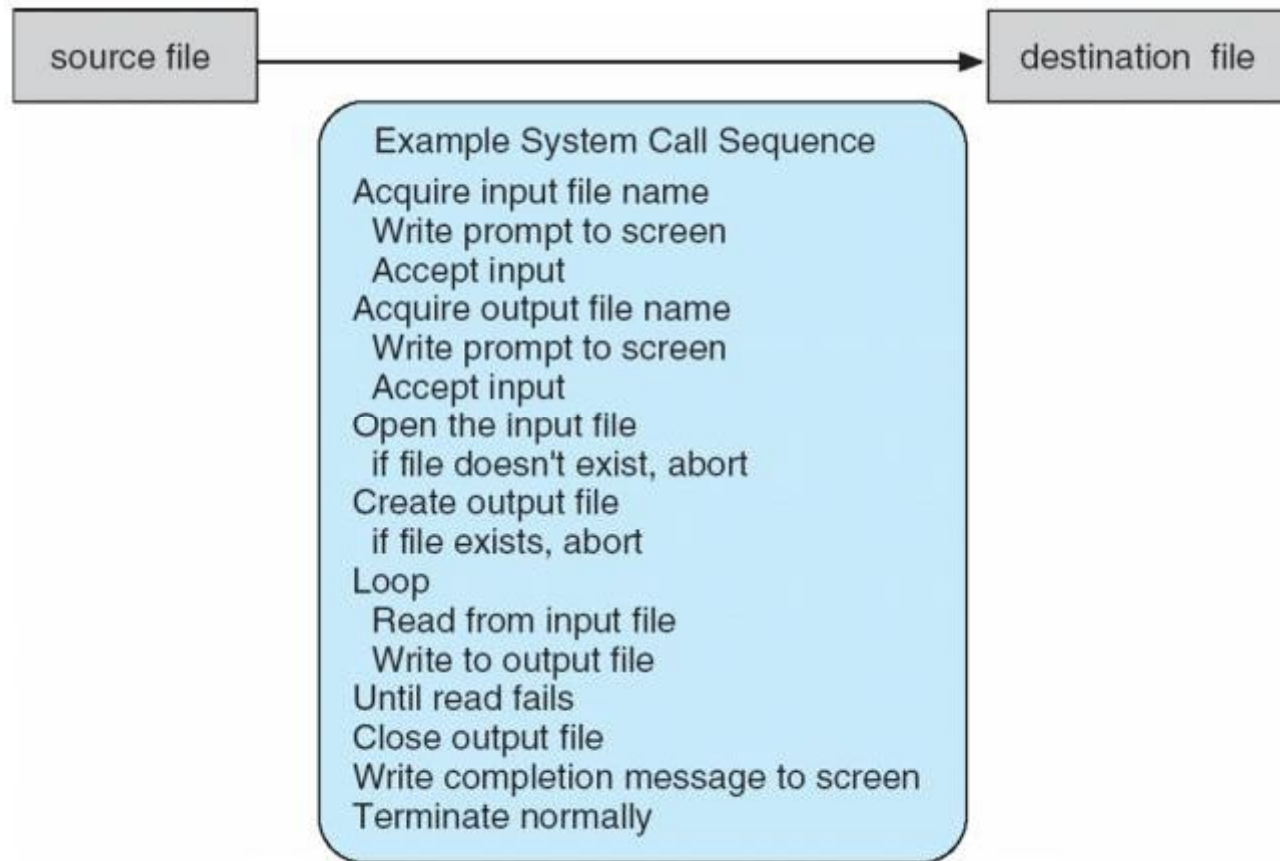 source file
destination file
Example System Call Sequence
Acquire input file name
Write prompt to screen
Accept input
Acquire output file name
Write prompt to screen
Accept input
Open the input file
if file doesn't exist, abort
Create output file
if file exists, abort
Loop
Read from input file
Write to output file
Until read fails
Close output file
Write completion message to screen
Terminate normally